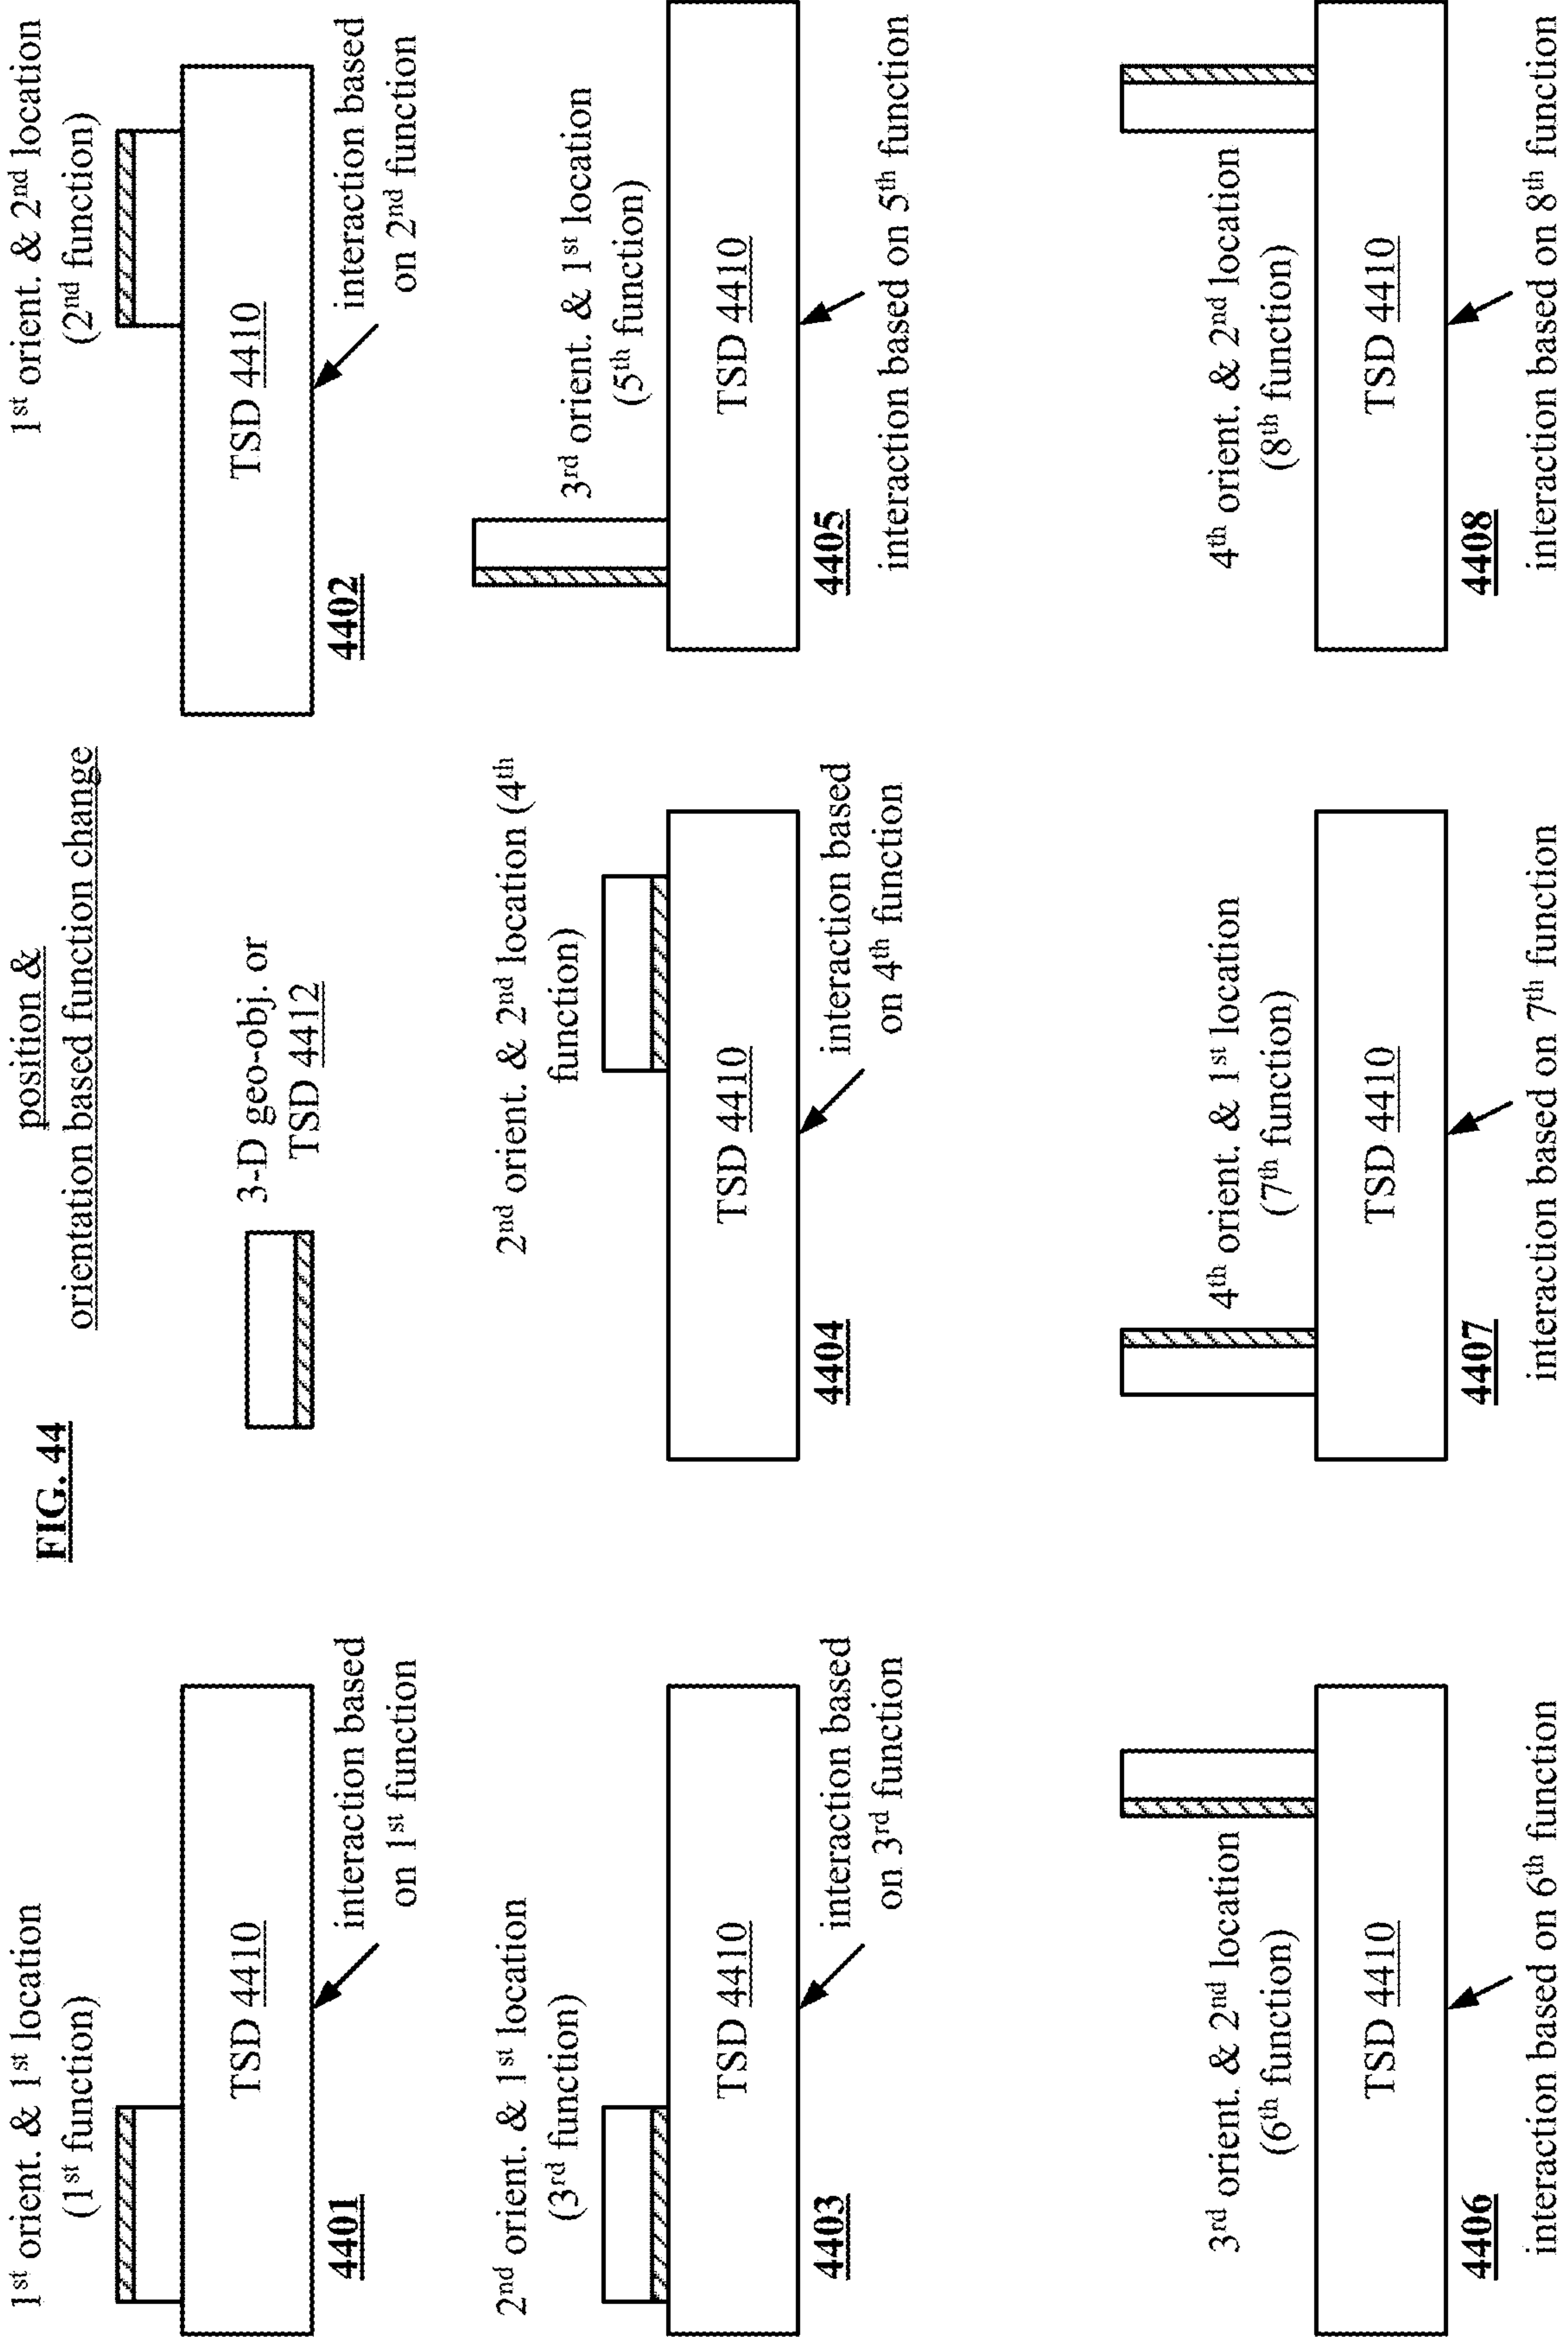 FIG. 44
position &
orientation based function change
1st orient. & 1st location
(1st function)
TSD 4410
4401
interaction based
on 1st function
3-D geo-obj. or
TSD 4412
1st orient. & 2nd location
(2nd function)
TSD 4410
4402
interaction based
on 2nd function
2nd orient. & 1st location
(3rd function)
TSD 4410
4403
interaction based
on 3rd function
2nd orient. & 2nd location (4th
function)
TSD 4410
4404
interaction based
on 4th function
3rd orient. & 1st location
(5th function)
TSD 4410
4405
interaction based on 5th function
3rd orient. & 2nd location
(6th function)
TSD 4410
4406
interaction based on 6th function
4th orient. & 1st location
(7th function)
TSD 4410
4407
interaction based on 7th function
4th orient. & 2nd location
(8th function)
TSD 4410
4408
interaction based on 8th function